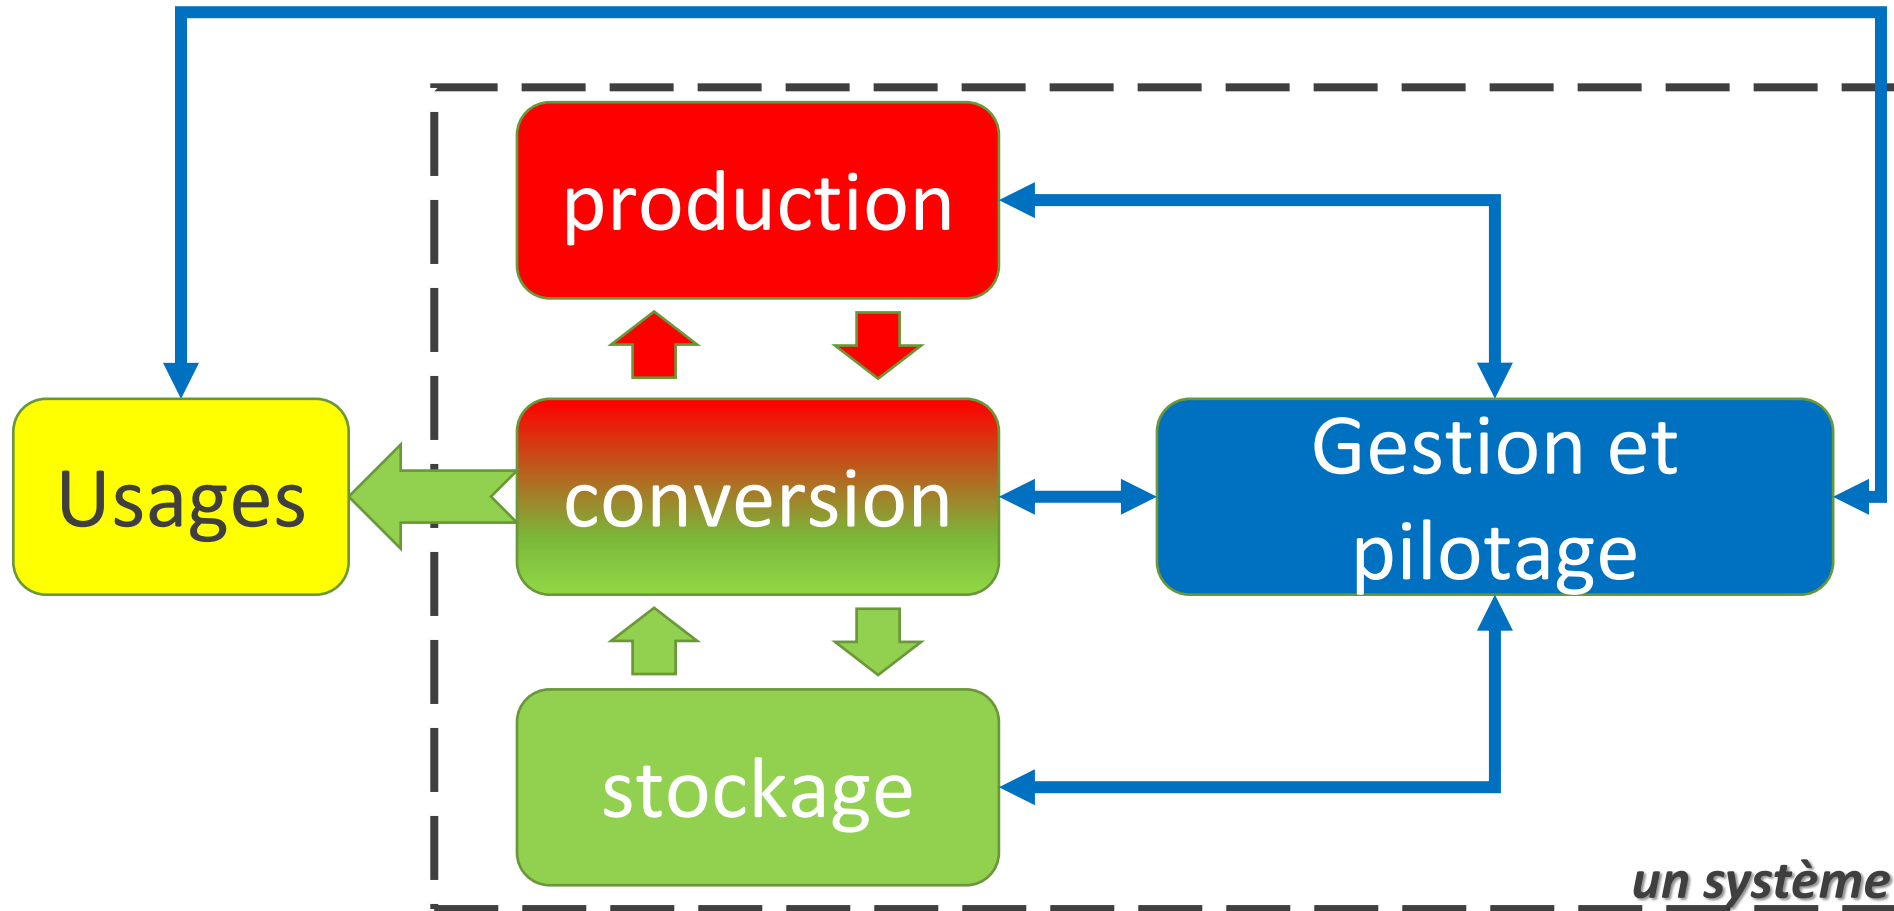 production
Usages
conversion
Gestion et
pilotage
stockage
un système